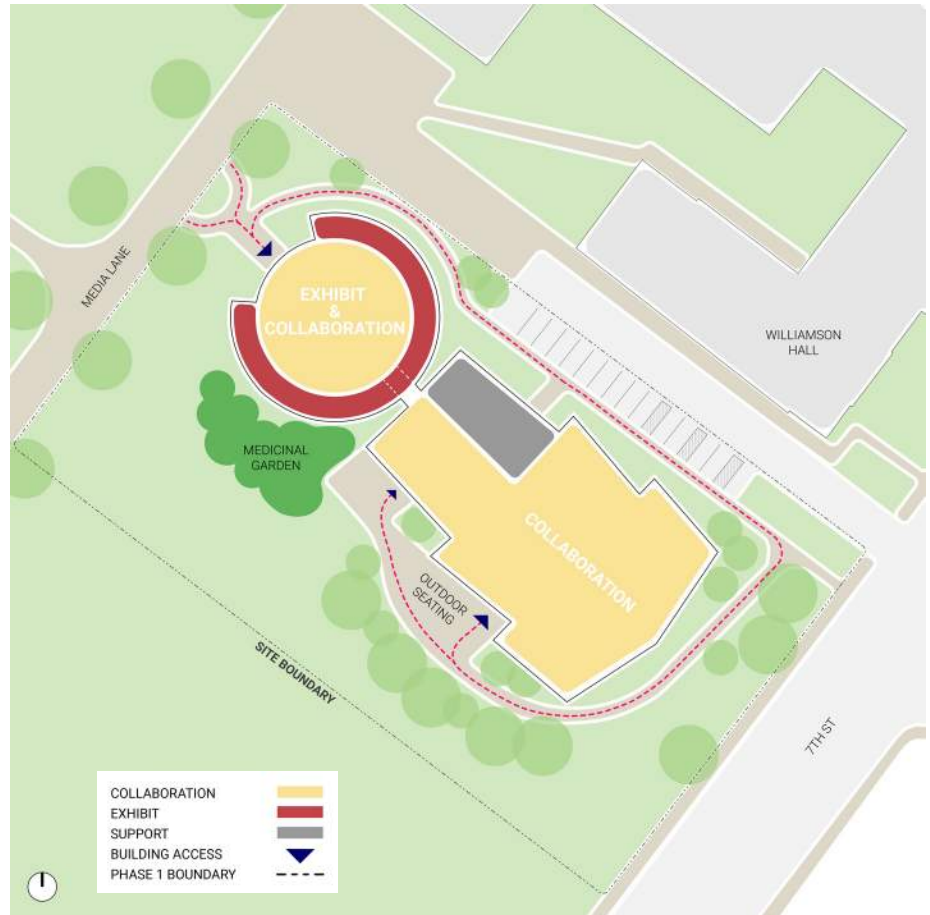 MEDIA LANE
EXHIBIT
&
COLLABORATION
WILLIAMSON
HALL
MEDICINAL
GARDEN
COLLABORATION
OUTDOOR
SEATING
SITE BOUNDARY
7TH ST
COLLABORATION
EXHIBIT
SUPPORT
BUILDING ACCESS
PHASE 1 BOUNDARY